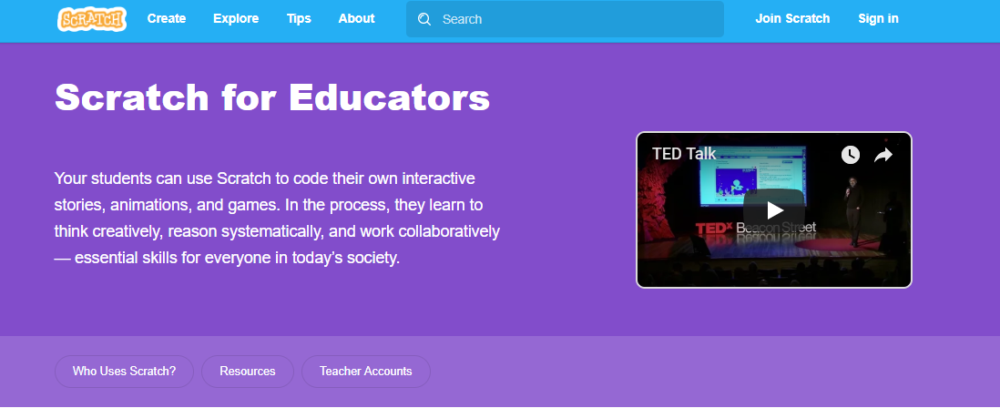 SCRATCH Create Explore Tips About Search Join Scratch Sign in
Scratch for Educators
Your students can use Scratch to code their own interactive
stories, animations, and games. In the process, they learn to
think creatively, reason systematically, and work collaboratively
— essential skills for everyone in today's society.
TED Talk
TEDx Beacon Street
Who Uses Scratch? Resources Teacher Accounts